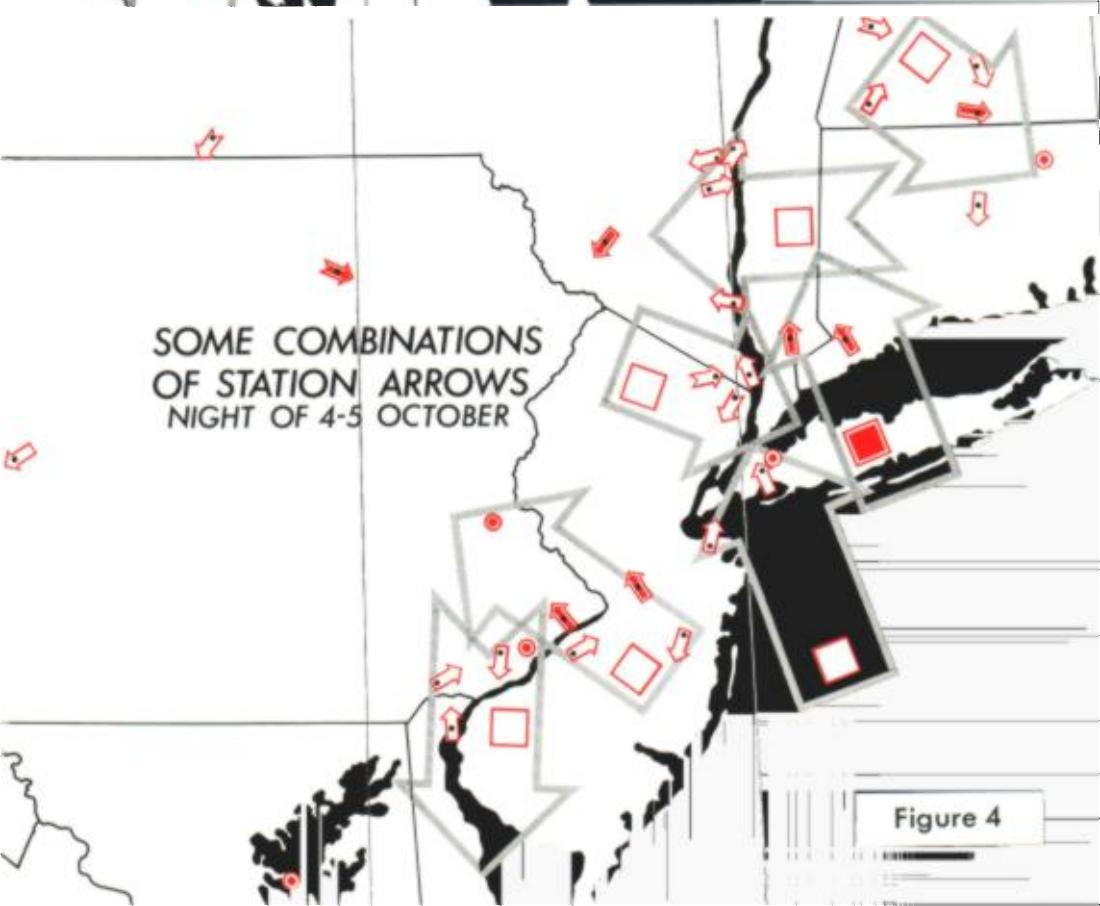 SOME COMBINATIONS
OF STATION ARROWS
NIGHT OF 4-5 OCTOBER
Figure 4